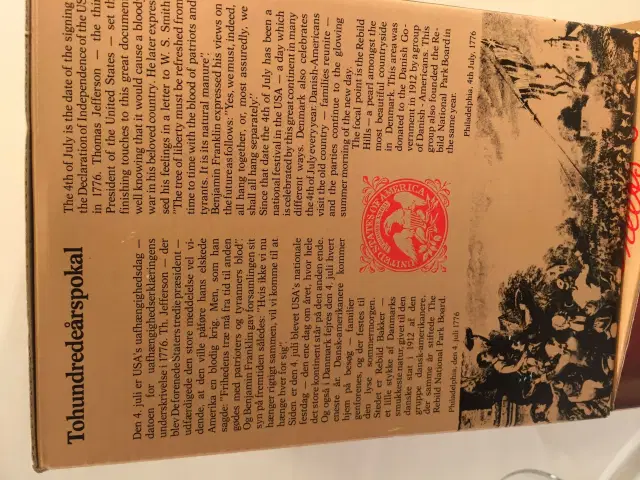 Tohundredeårspokal
Den 4. juli er USA's uafhængighedsdag —
datoen for uafhængighedserklæringens
underskrivelse i 1776. Th. Jefferson — der
blev De forenede Staters tredie præsident —
udfærdigede den store meddelelse vel vi-
dende, at den ville påføre hans elskede
Amerika en blodig krig. Men, som han
sagde: "Frihedens træ må fra tid til anden
gødes med patrioters og tyranners blod".
Og Benjamin Franklin gav forsamlingen sit
syn på fremtiden således: "Hvis ikke vi nu
hænger rigtigt sammen, vil vi komme til at
hænge hver for sig".
Siden er den 4. juli blevet USA's nationale
festdag — den ene dag om året, hvor hele
det store kontinent står på den anden ende.
Og også i Danmark fejres den 4. juli hvert
eneste år. Dansk-amerikanere kommer
hjem på besøg — familier
genforenes, og der festes til
den lyse sommermorgen.
Stedet er Rebild Bakker —
et lille stykke af Danmarks
smukkeste natur, givet til den
danske stat i 1912 af den
gruppe dansk-amerikanere,
der samme år stiftede The
Rebild National Park Board.
Philadelphia, den 4 juli 1776
The 4th of July is the date of the signing
the Declaration of Independence of the US
in 1776. Thomas Jefferson — the thi
President of the United States — set th
finishing touches to this great documen
well knowing that it would cause a bloody
war in his beloved country. He later expres
sed his feelings in a letter to W. S. Smith
"The tree of liberty must be refreshed from
time to time with the blood of patriots and
tyrants. It is its natural manure".
Benjamin Franklin expressed his views on
the future as follows: "Yes, we must, indeed,
all hang together, or, most assuredly, we
shall all hang separately".
Since that date the 4th of July has been a
national festival in the USA — a day which
is celebrated by this great continent in many
different ways. Denmark also celebrates
the 4th of July every year. Danish-Americans
visit the old country — families reunite —
and the parties continue to the glowing
summer morning of the new day.
The focal point is the Rebild
Hills — a pearl amongst the
most beautiful countryside
in Denmark. This area was
donated to the Danish Go-
vernment in 1912 by a group
of Danish-Americans. This
group also founded the Re-
bild National Park Board in
the same year.
Philadelphia, 4th July, 1776
UNITED STATES OF AMERICA